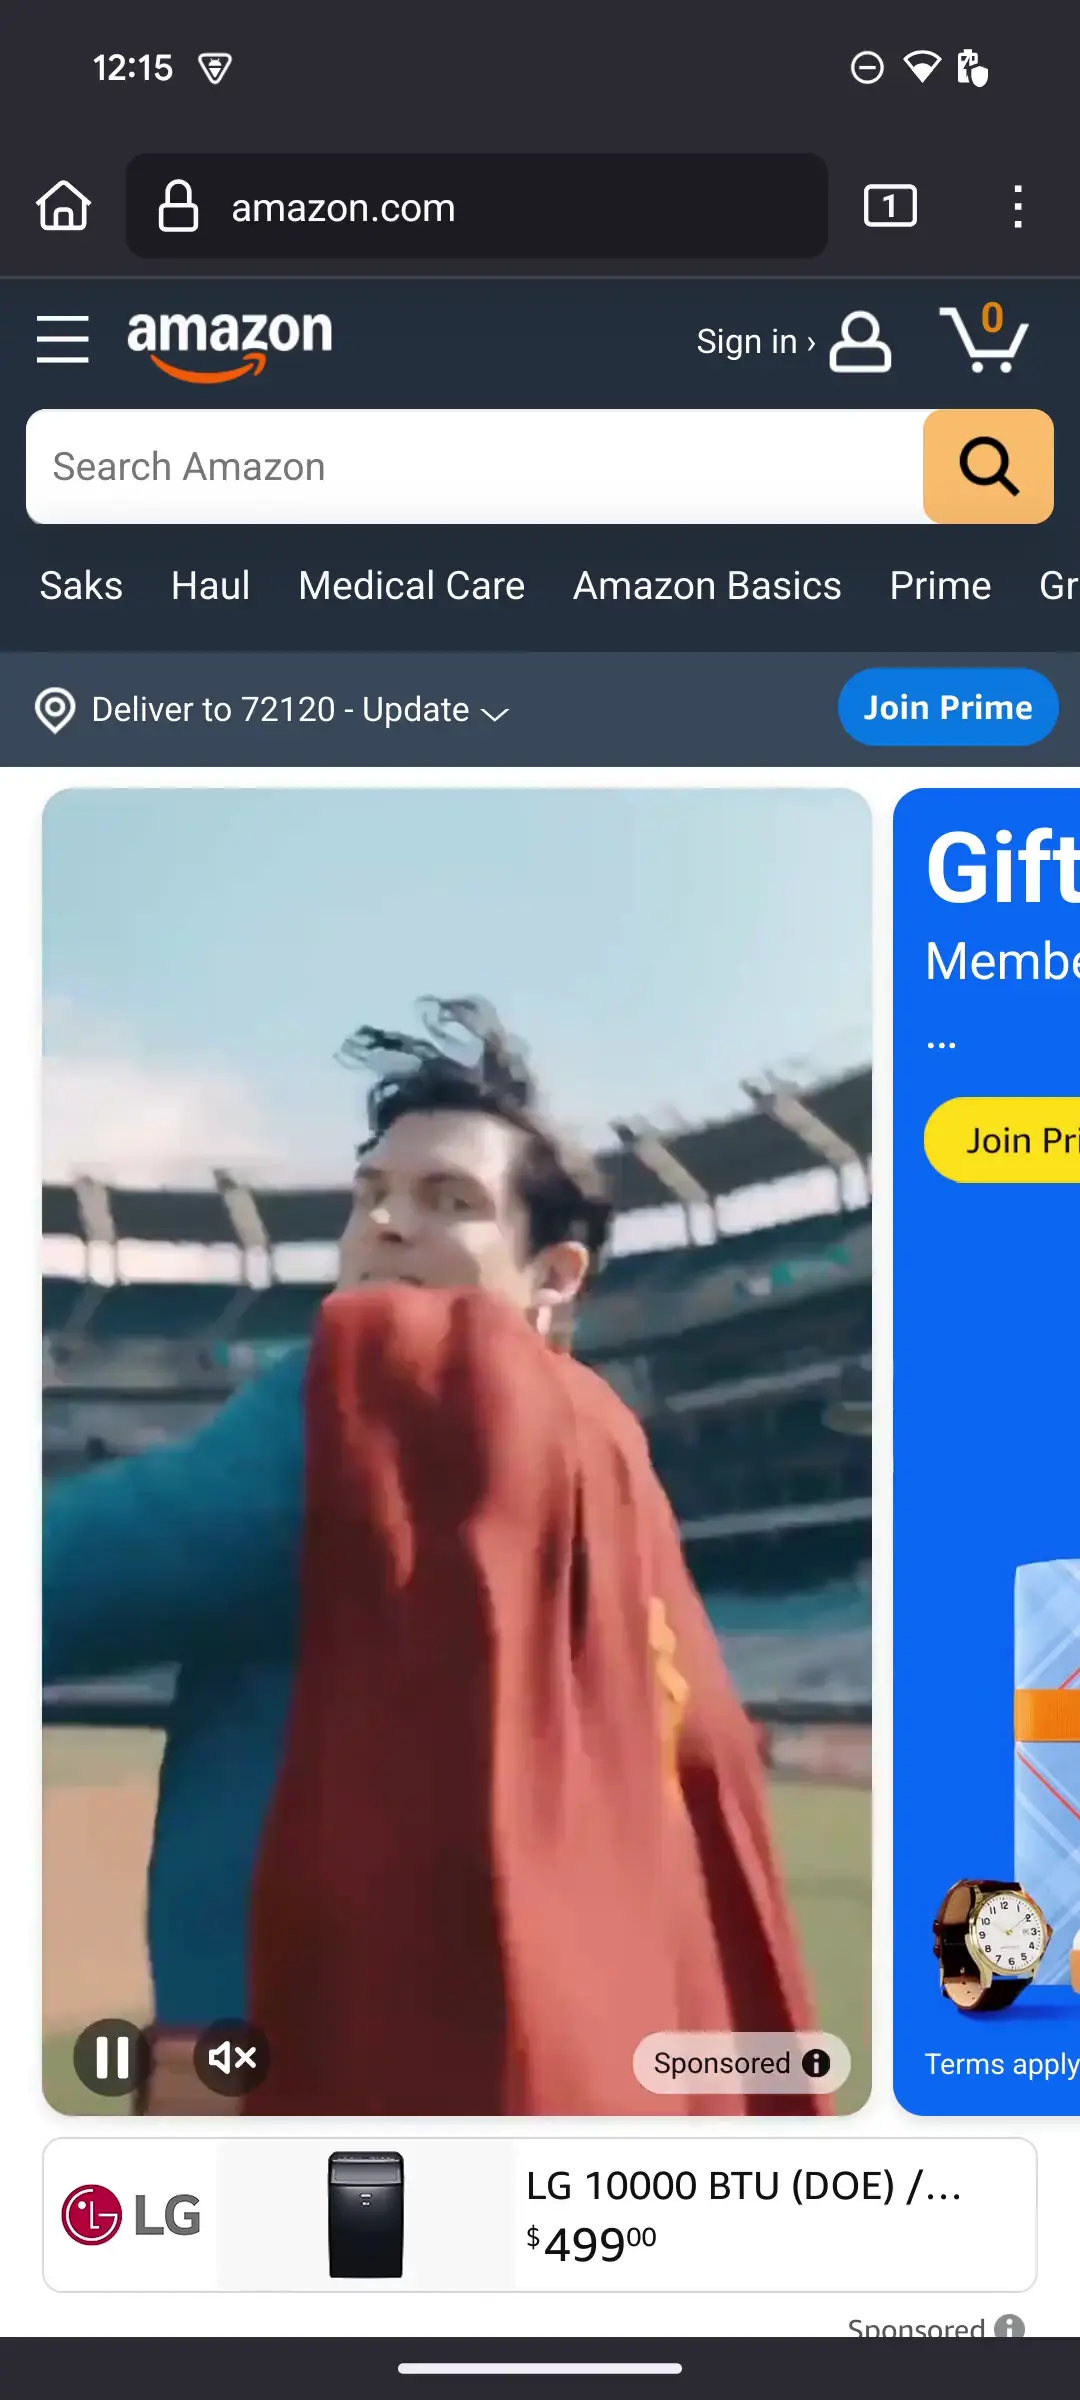 12:15
amazon.com
1
amazon
Sign in ›
0
Search Amazon
Saks Haul Medical Care Amazon Basics Prime Gr
Deliver to 72120 - Update
Join Prime
Gift
Membe
...
Join Pri
Terms apply
Sponsored
LG
LG 10000 BTU (DOE) /...
$49900
Sponsored